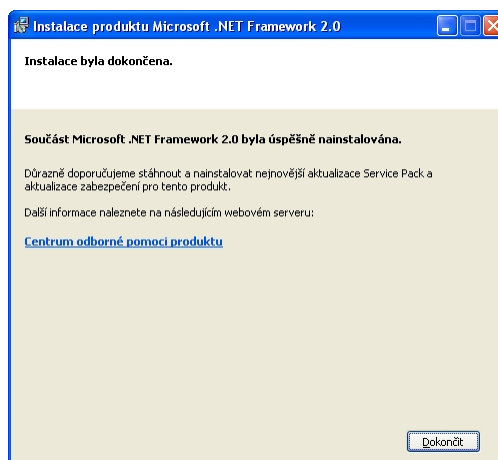 Instalace produktu Microsoft .NET Framework 2.0
Instalace byla dokončena.
Součást Microsoft .NET Framework 2.0 byla úspěšně nainstalována.
Důrazně doporučujeme stáhnout a nainstalovat nejnovější aktualizace Service Pack a
aktualizace zabezpečení pro tento produkt.
Další informace naleznete na následujícím webovém serveru:
Centrum odborné pomoci produktu
Dokončit